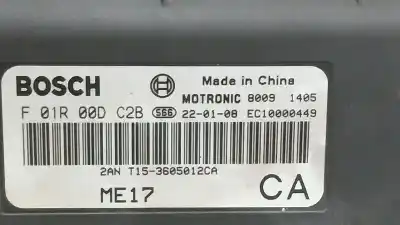 BOSCH
Made in China
MOTRONIC 8009 1405
F 01R 00D C2B S66 22-01-08 EC10000449
2AN T15-3605012CA
ME17
CA